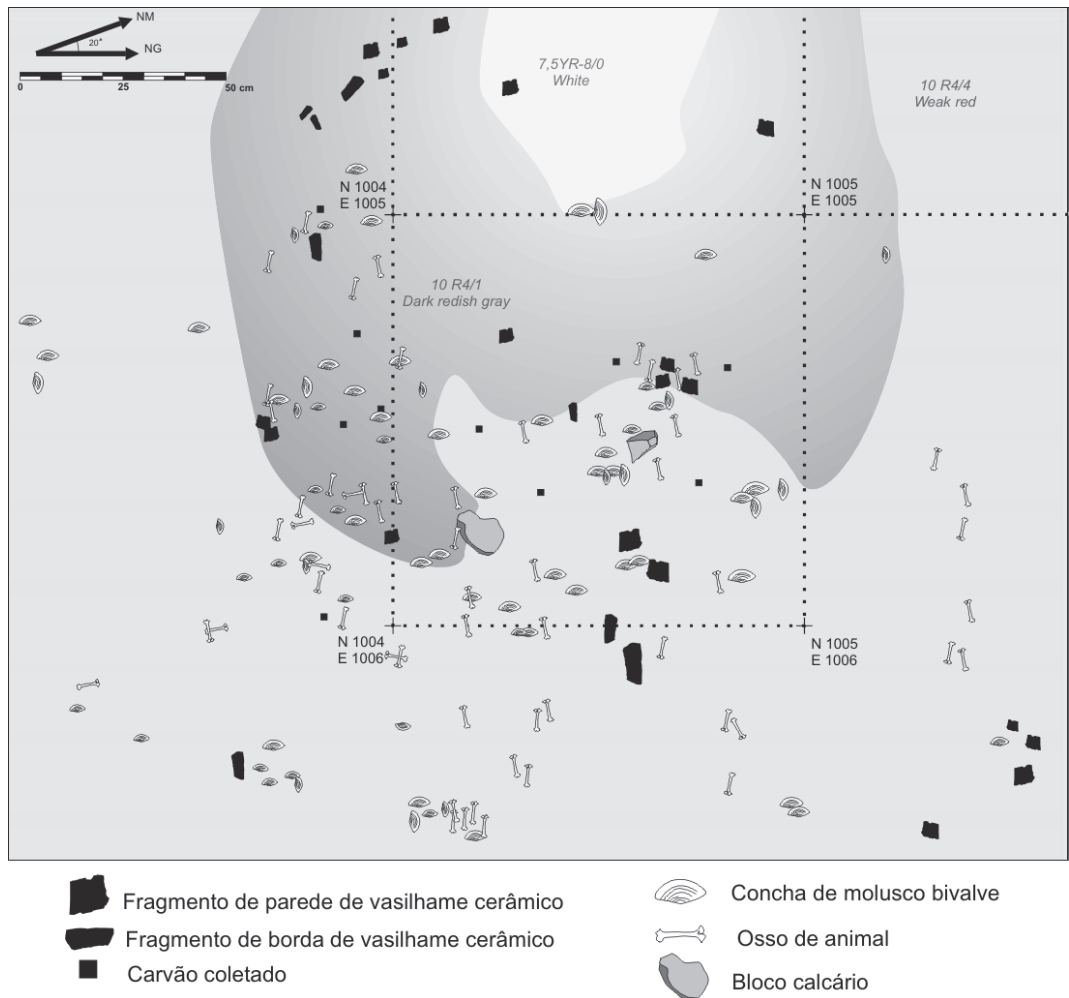 NM
20°
NG
0 25 50 cm
7,5YR-8/0
White
10 R4/4
Weak red
N 1004
E 1005
N 1005
E 1005
10 R4/1
Dark redish gray
N 1004
E 1006
N 1005
E 1006
Fragmento de parede de vasilhame cerâmico
Fragmento de borda de vasilhame cerâmico
Carvão coletado
Concha de molusco bivalve
Osso de animal
Bloco calcário